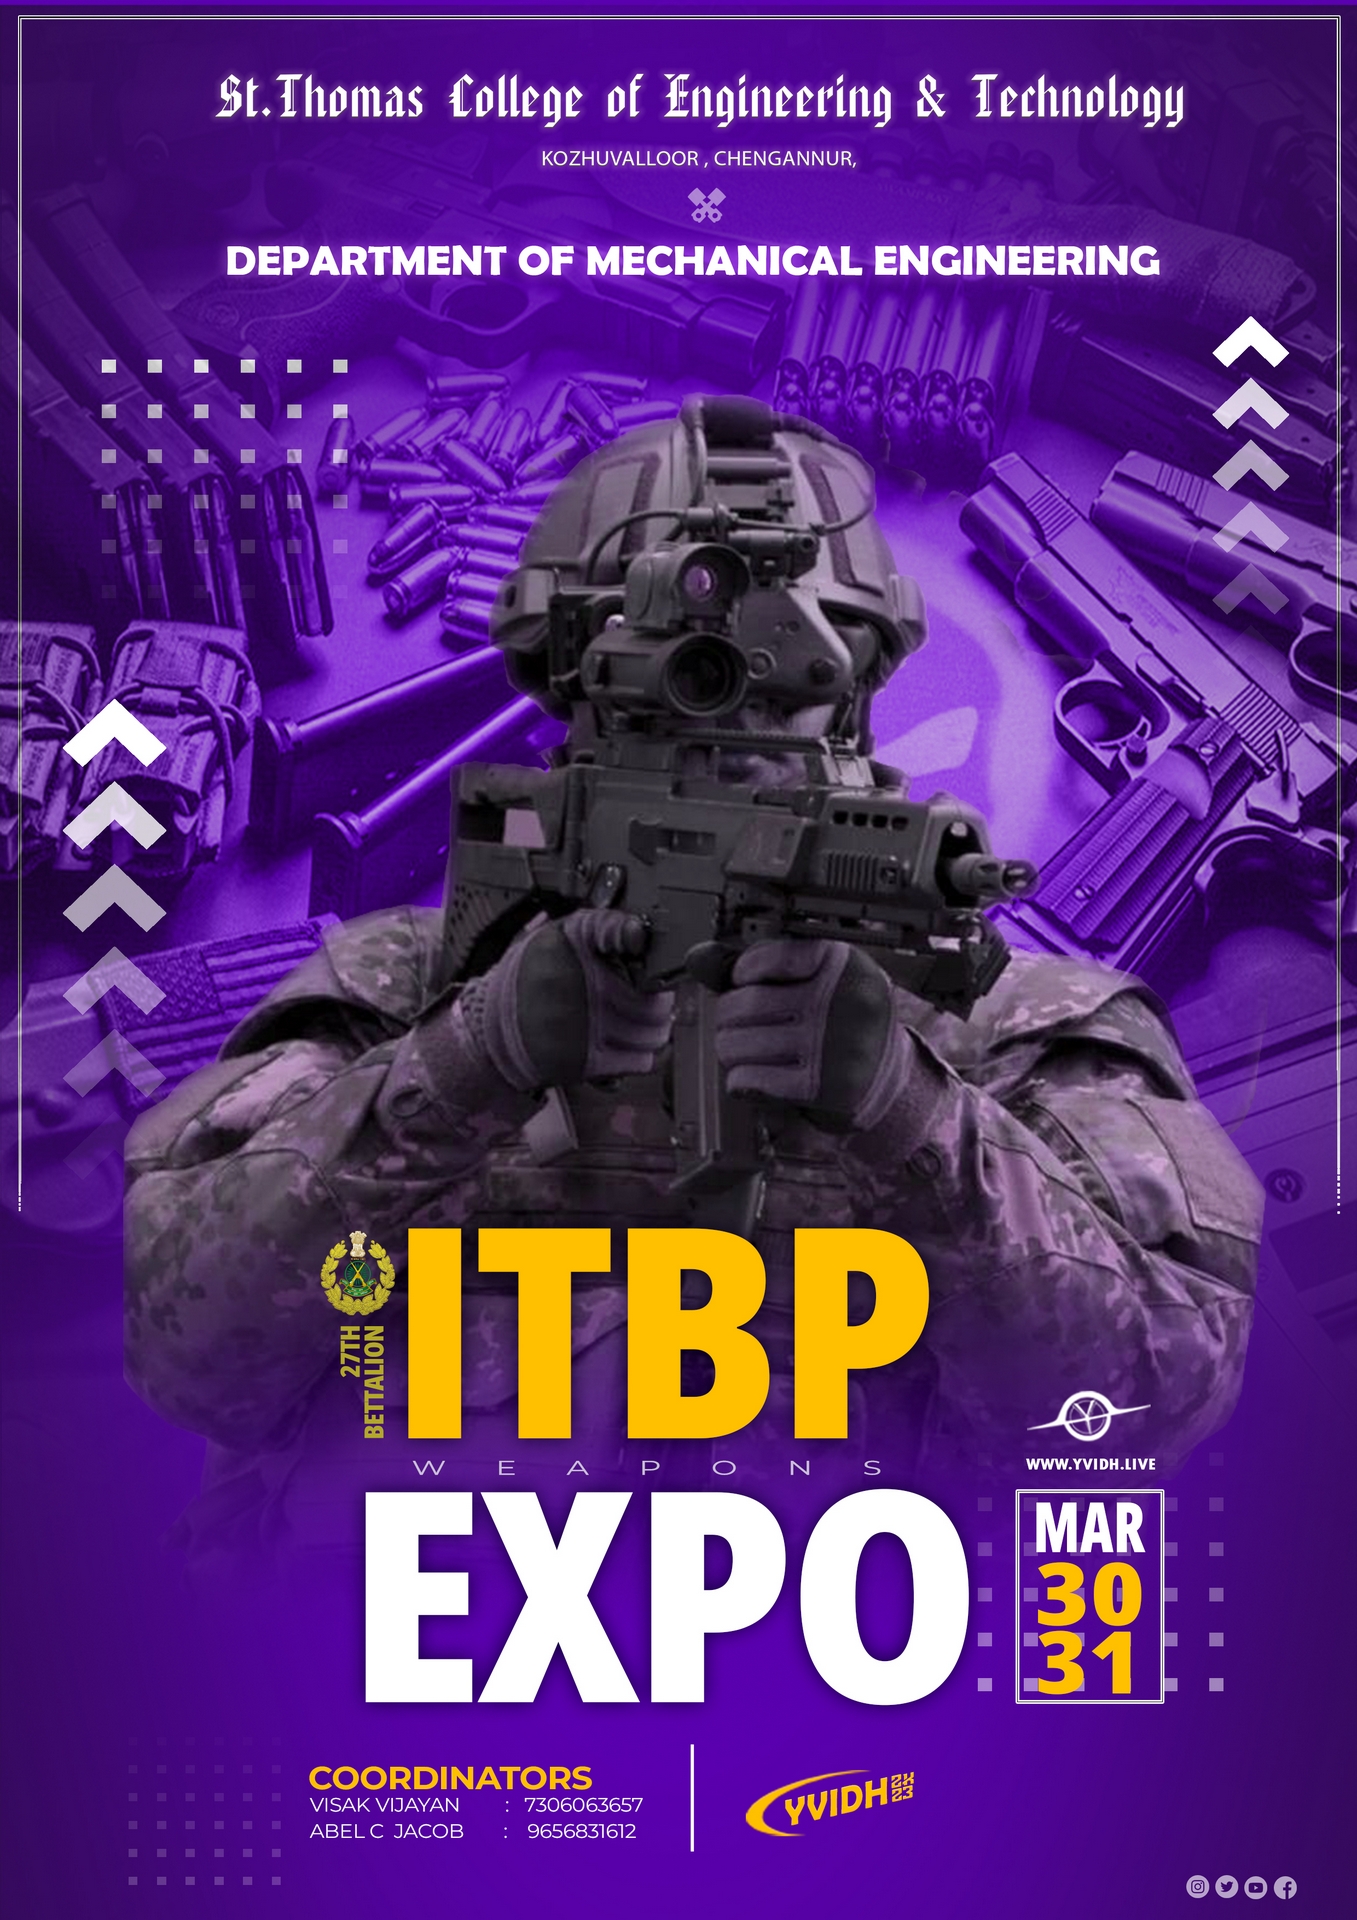 St.Thomas College of Engineering & Technology
KOZHUVALLOOR , CHENGANNUR,
DEPARTMENT OF MECHANICAL ENGINEERING
27TH
BETTALION
ITBP
WEAPONS
EXPO
WWW.YVIDH.LIVE
MAR
30
31
COORDINATORS
VISAK VIJAYAN : 7306063657
ABEL C JACOB : 9656831612
YVIDH 2K23